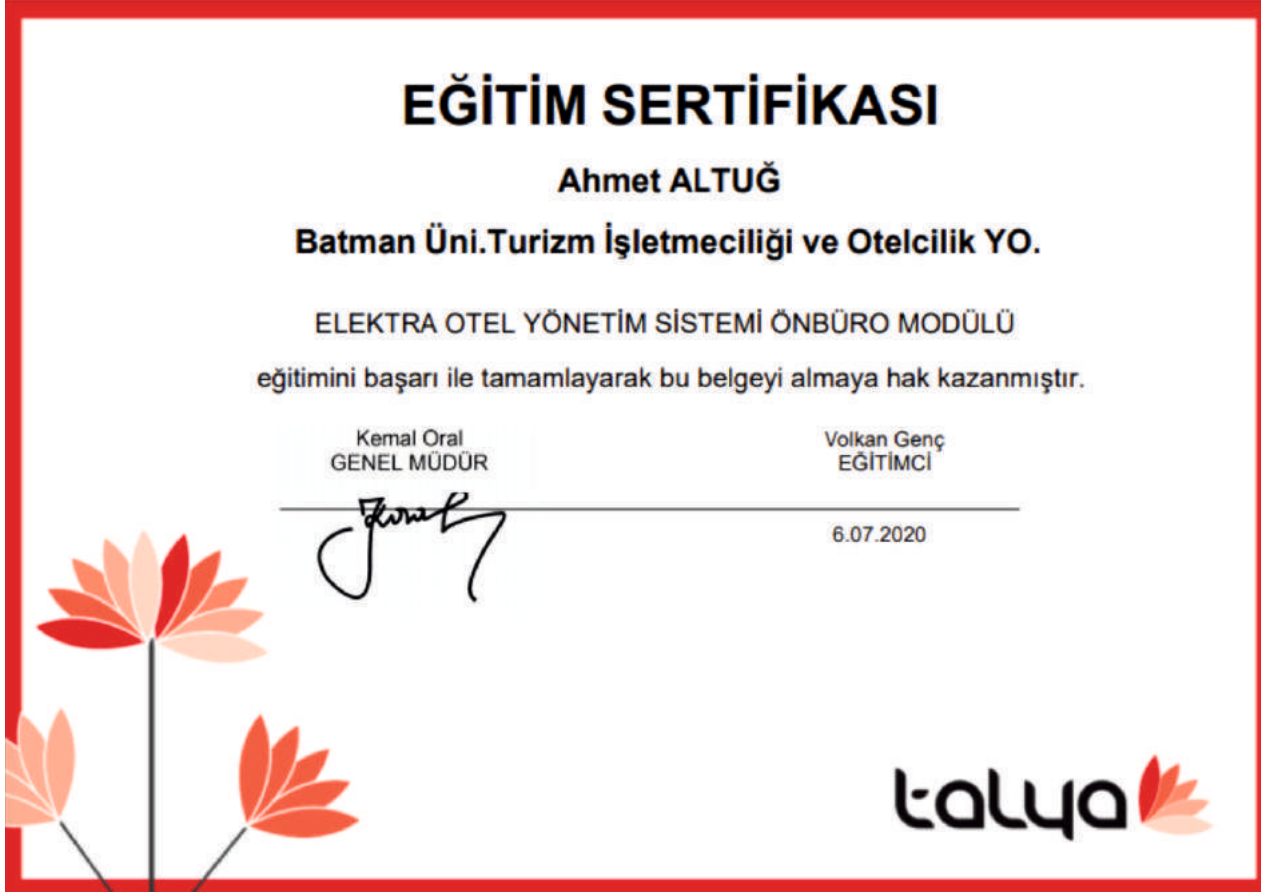 EĞİTİM SERTİFİKASI
Ahmet ALTUĞ
Batman Üni.Turizm İşletmeciliği ve Otelcilik YO.
ELEKTRA OTEL YÖNETİM SİSTEMİ ÖNBÜRO MODÜLÜ
eğitimini başarı ile tamamlayarak bu belgeyi almaya hak kazanmıştır.
Kemal Oral
GENEL MÜDÜR
Volkan Genç
EĞİTİMCİ
6.07.2020
talya